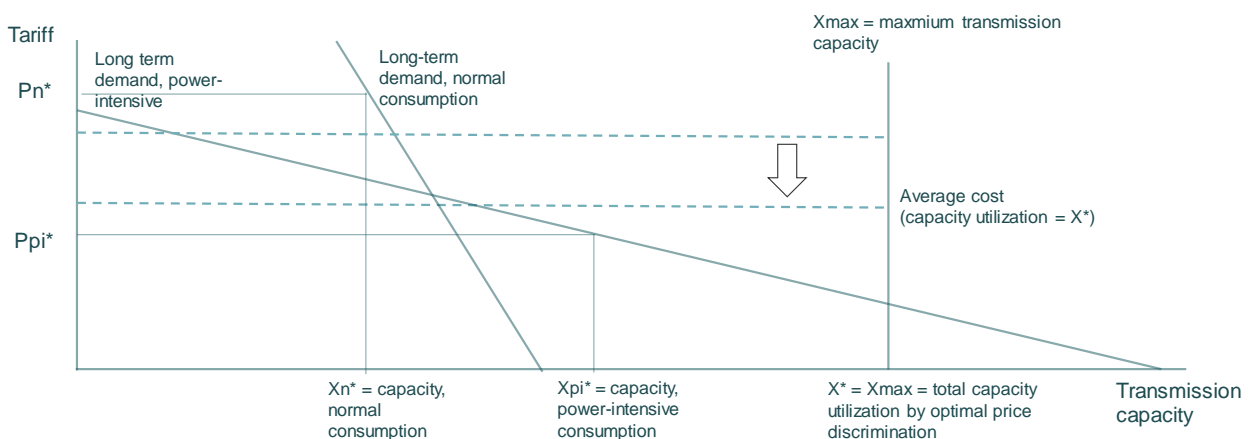 Tariff
Pn*
Ppi*
Long term
demand, power-
intensive
Long-term
demand, normal
consumption
Xmax = maxmium transmission
capacity
Average cost
(capacity utilization = X*)
Xn* = capacity,
normal
consumption
Xpi* = capacity,
power-intensive
consumption
X* = Xmax = total capacity
utilization by optimal price
discrimination
Transmission
capacity